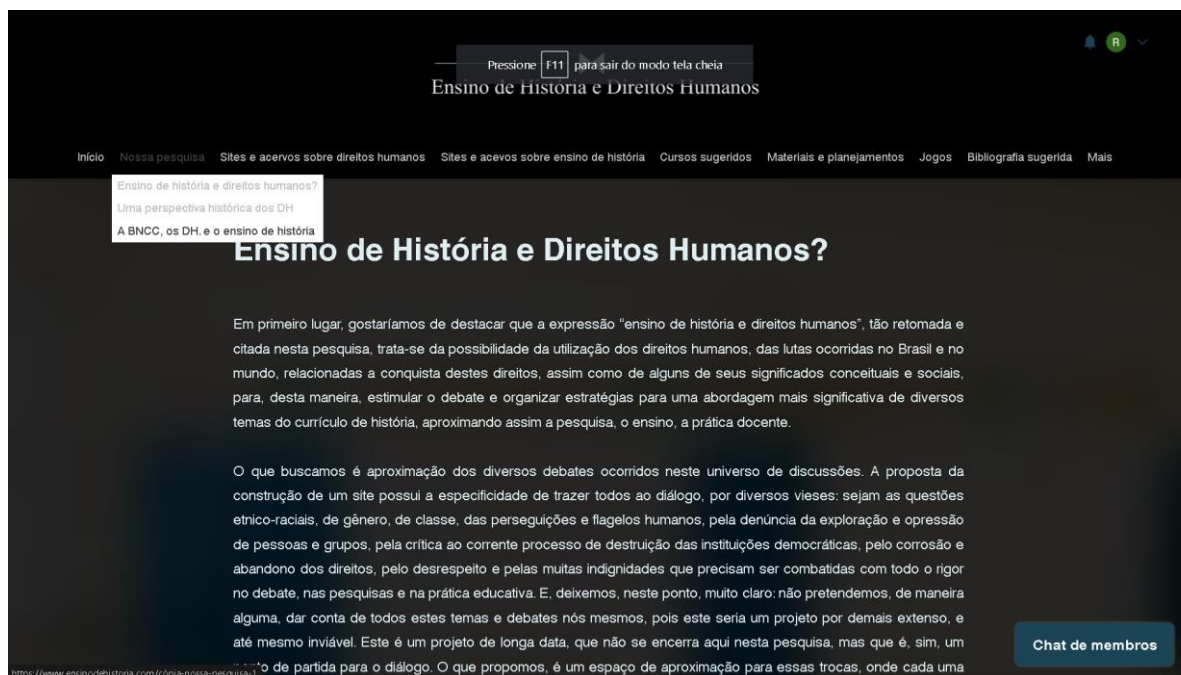 R
Pressione F11 para sair do modo tela cheia
Ensino de História e Direitos Humanos
Início Nossa pesquisa Sites e acervos sobre direitos humanos Sites e acevos sobre ensino de história Cursos sugeridos Materiais e planejamentos Jogos Bibliografia sugerida Mais
Ensino de história e direitos humanos?
Uma perspectiva histórica dos DH
A BNCC, os DH. e o ensino de história
Ensino de História e Direitos Humanos?
Em primeiro lugar, gostaríamos de destacar que a expressão “ensino de história e direitos humanos”, tão retomada e
citada nesta pesquisa, trata-se da possibilidade da utilização dos direitos humanos, das lutas ocorridas no Brasil e no
mundo, relacionadas a conquista destes direitos, assim como de alguns de seus significados conceituais e sociais,
para, desta maneira, estimular o debate e organizar estratégias para uma abordagem mais significativa de diversos
temas do currículo de história, aproximando assim a pesquisa, o ensino, a prática docente.
O que buscamos é aproximação dos diversos debates ocorridos neste universo de discussões. A proposta da
construção de um site possui a especificidade de trazer todos ao diálogo, por diversos vieses: sejam as questões
etnico-raciais, de gênero, de classe, das perseguições e flagelos humanos, pela denúncia da exploração e opressão
de pessoas e grupos, pela crítica ao corrente processo de destruição das instituições democráticas, pelo corrosão e
abandono dos direitos, pelo desrespeito e pelas muitas indignidades que precisam ser combatidas com todo o rigor
no debate, nas pesquisas e na prática educativa. E, deixemos, neste ponto, muito claro: não pretendemos, de maneira
alguma, dar conta de todos estes temas e debates nós mesmos, pois este seria um projeto por demais extenso, e
até mesmo inviável. Este é um projeto de longa data, que não se encerra aqui nesta pesquisa, mas que é, sim, um
de partida para o diálogo. O que propomos, é um espaço de aproximação para essas trocas, onde cada uma
Chat de membros
https://www.ensinodehistoria.com/cópia-nossa-pesquisa-1